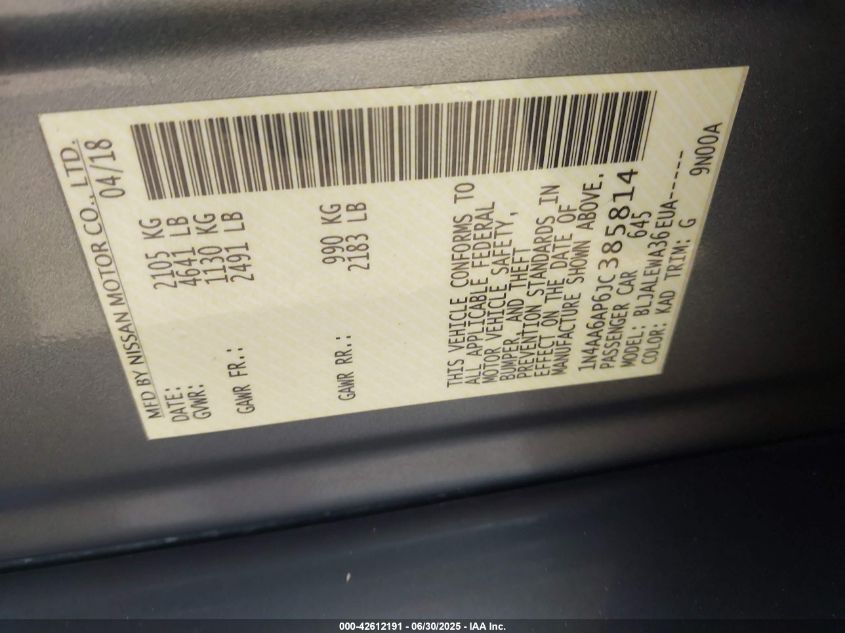 MFD BY NISSAN MOTOR CO., LTD.
DATE: 04/18
GVWR: 2105 KG
4641 LB
GAWR FR.: 1130 KG
2491 LB
GAWR RR.: 990 KG
2183 LB
THIS VEHICLE CONFORMS TO
ALL APPLICABLE FEDERAL
MOTOR VEHICLE SAFETY,
BUMPER, AND THEFT
PREVENTION STANDARDS IN
EFFECT ON THE DATE OF
MANUFACTURE SHOWN ABOVE.
1N4AA6AP6JC385814
PASSENGER CAR 645
MODEL: BLJALEWA36EUA-----
COLOR: KAD TRIM: G 9N00A
000-42612191 - 06/30/2025 - IAA Inc.